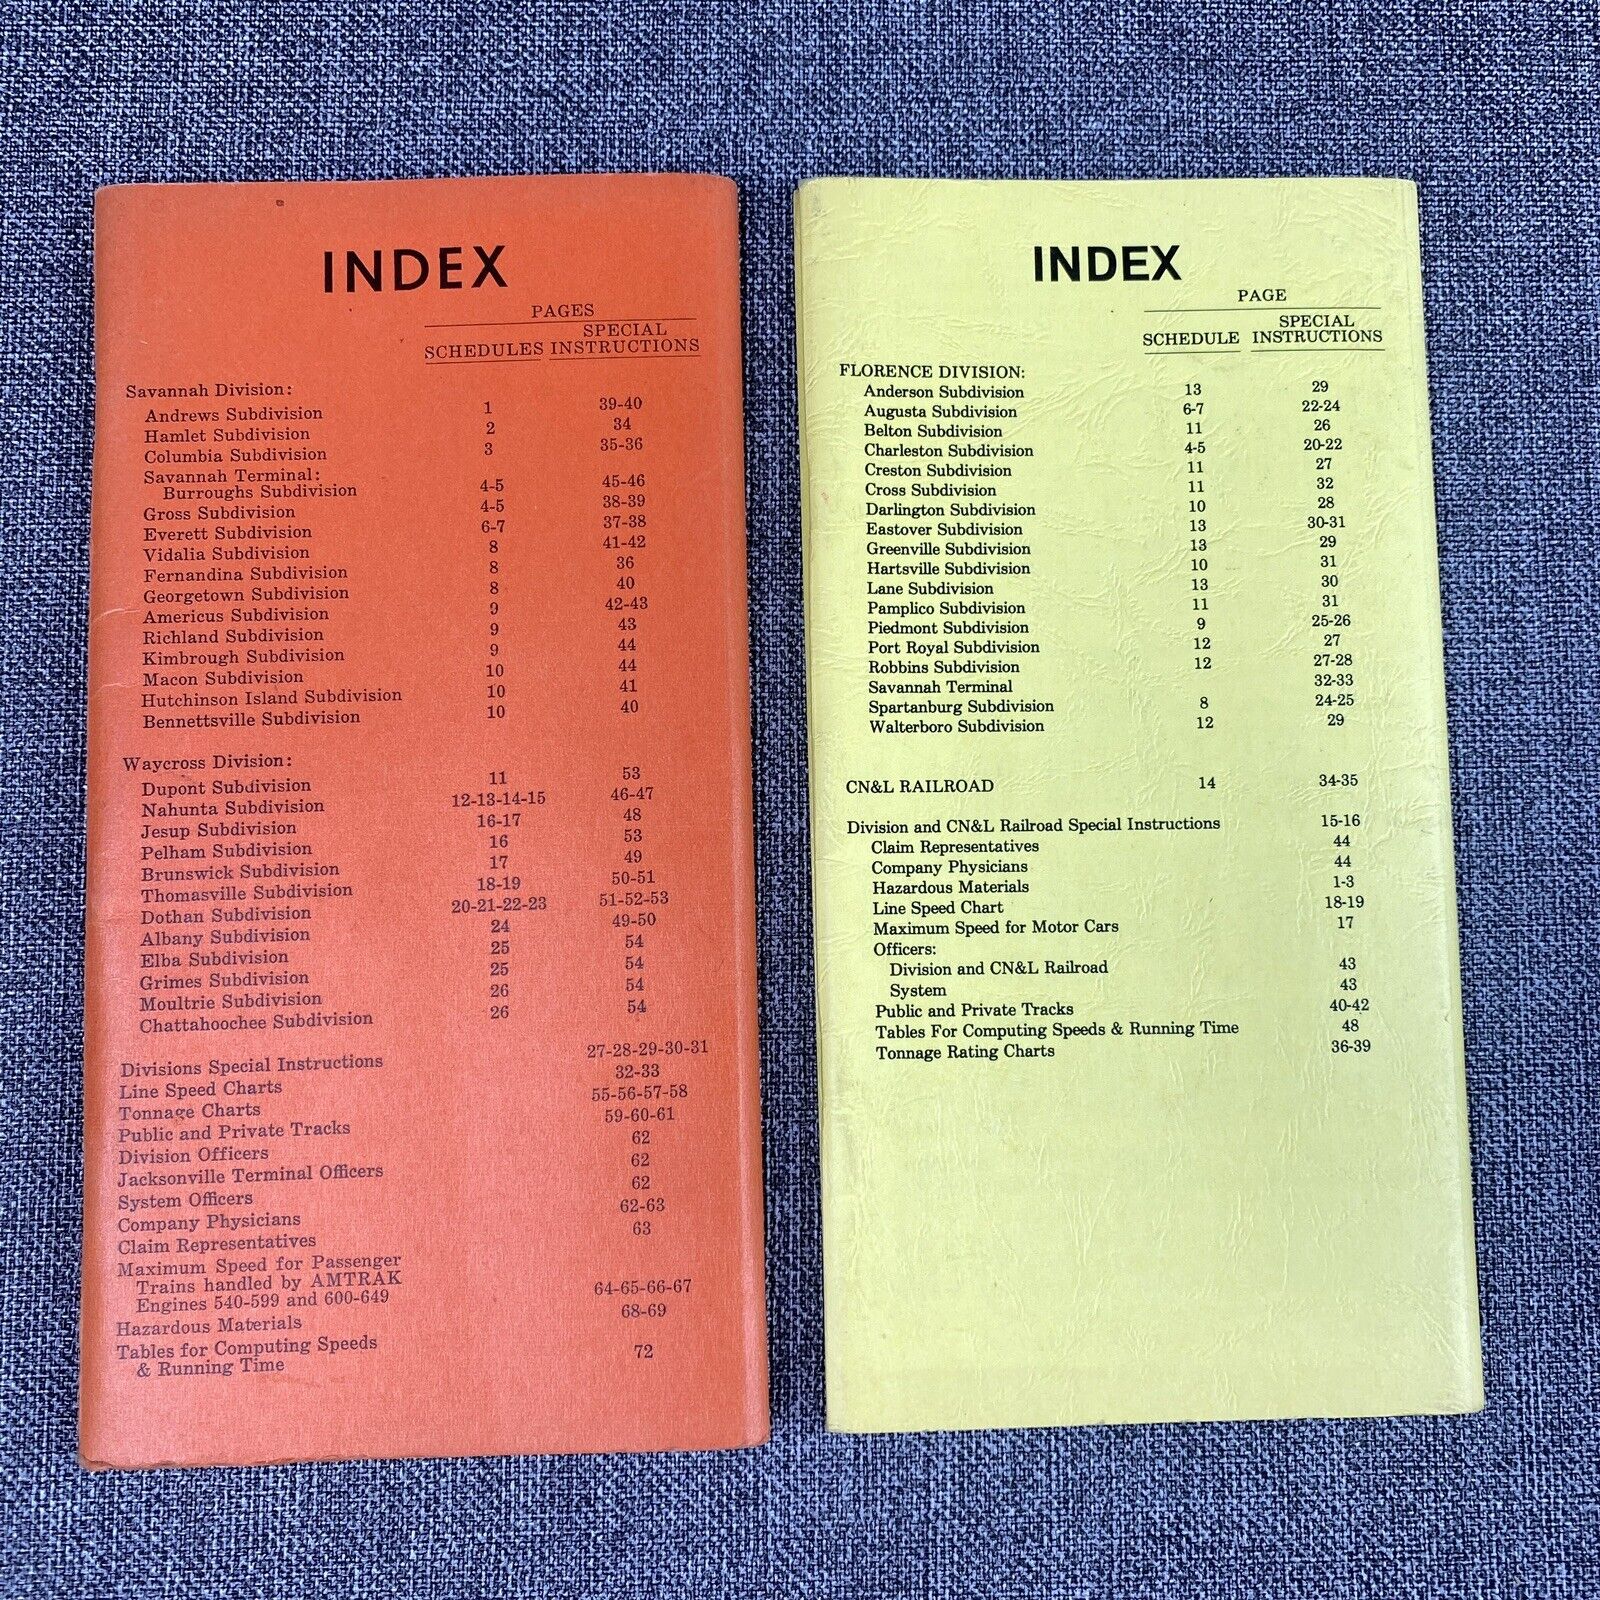 INDEX
PAGES
SPECIAL
SCHEDULES INSTRUCTIONS
Savannah Division:
Andrews Subdivision 1 39-40
Hamlet Subdivision 2 34
Columbia Subdivision 3 35-36
Savannah Terminal:
Burroughs Subdivision 4-5 45-46
Gross Subdivision 4-5 38-39
Everett Subdivision 6-7 37-38
Vidalia Subdivision 8 41-42
Fernandina Subdivision 8 36
Georgetown Subdivision 8 40
Americus Subdivision 9 42-43
Richland Subdivision 9 43
Kimbrough Subdivision 9 44
Macon Subdivision 10 44
Hutchinson Island Subdivision 10 41
Bennettsville Subdivision 10 40
Waycross Division:
Dupont Subdivision 11 53
Nahunta Subdivision 12-13-14-15 46-47
Jesup Subdivision 16-17 48
Pelham Subdivision 16 53
Brunswick Subdivision 17 49
Thomasville Subdivision 18-19 50-51
Dothan Subdivision 20-21-22-23 51-52-53
Albany Subdivision 24 49-50
Elba Subdivision 25 54
Grimes Subdivision 25 54
Moultrie Subdivision 26 54
Chattahoochee Subdivision 26 54
Divisions Special Instructions 27-28-29-30-31
Line Speed Charts 32-33
Tonnage Charts 55-56-57-58
Public and Private Tracks 59-60-61
Division Officers 62
Jacksonville Terminal Officers 62
System Officers 62
Company Physicians 62-63
Claim Representatives 63
Maximum Speed for Passenger
Trains handled by AMTRAK
Engines 540-599 and 600-649 64-65-66-67
Hazardous Materials 68-69
Tables for Computing Speeds
& Running Time 72
INDEX
PAGE
SPECIAL
SCHEDULE INSTRUCTIONS
FLORENCE DIVISION:
Anderson Subdivision 13 29
Augusta Subdivision 6-7 22-24
Belton Subdivision 11 26
Charleston Subdivision 4-5 20-22
Creston Subdivision 11 27
Cross Subdivision 11 32
Darlington Subdivision 10 28
Eastover Subdivision 13 30-31
Greenville Subdivision 13 29
Hartsville Subdivision 10 31
Lane Subdivision 13 30
Pamplico Subdivision 11 31
Piedmont Subdivision 9 25-26
Port Royal Subdivision 12 27
Robbins Subdivision 12 27-28
Savannah Terminal 32-33
Spartanburg Subdivision 8 24-25
Walterboro Subdivision 12 29
CN&L RAILROAD 14 34-35
Division and CN&L Railroad Special Instructions 15-16
Claim Representatives 44
Company Physicians 44
Hazardous Materials 1-3
Line Speed Chart 18-19
Maximum Speed for Motor Cars 17
Officers:
Division and CN&L Railroad 43
System 43
Public and Private Tracks 40-42
Tables For Computing Speeds & Running Time 48
Tonnage Rating Charts 36-39